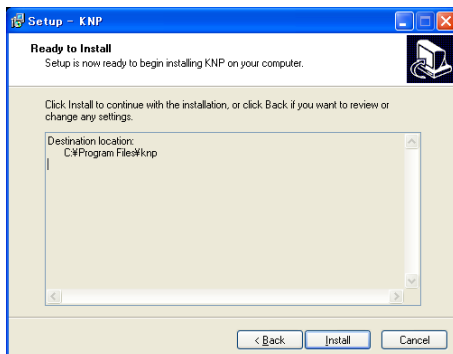 Setup - KNP
Ready to Install
Setup is now ready to begin installing KNP on your computer.
Click Install to continue with the installation, or click Back if you want to review or
change any settings.
Destination location:
C:¥Program Files¥knp
< Back
Install
Cancel